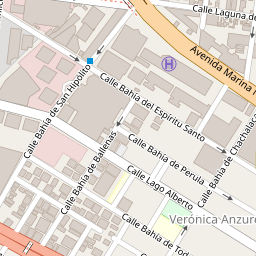 Calle Laguna de
Avenida Marina
H
Calle Bahía del Espíritu Santo
Calle Bahía de San Hipólito
Calle Bahía de Ballenas
Calle Bahía de Perula
Calle Bahía de Chachalacas
Calle Lago Alberto
Verónica Anzure
Calle Bahía de Tod